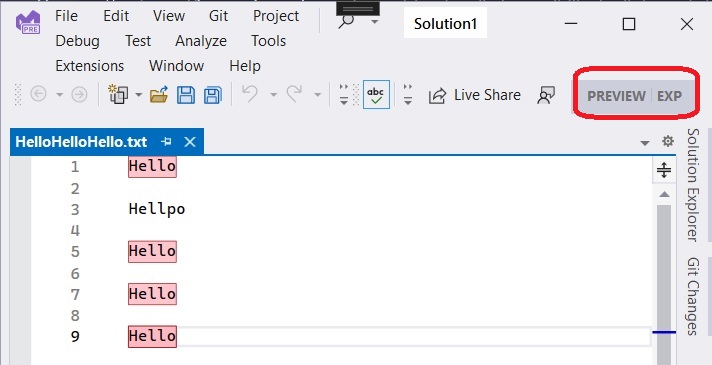 PRE
File Edit View Git Project
Debug Test Analyze Tools
Extensions Window Help
Solution1
abc
Live Share
PREVIEW EXP
HelloHelloHello.txt
1 Hello
2
3 Hellpo
4
5 Hello
6
7 Hello
8
9 Hello
Solution Explorer
Git Changes